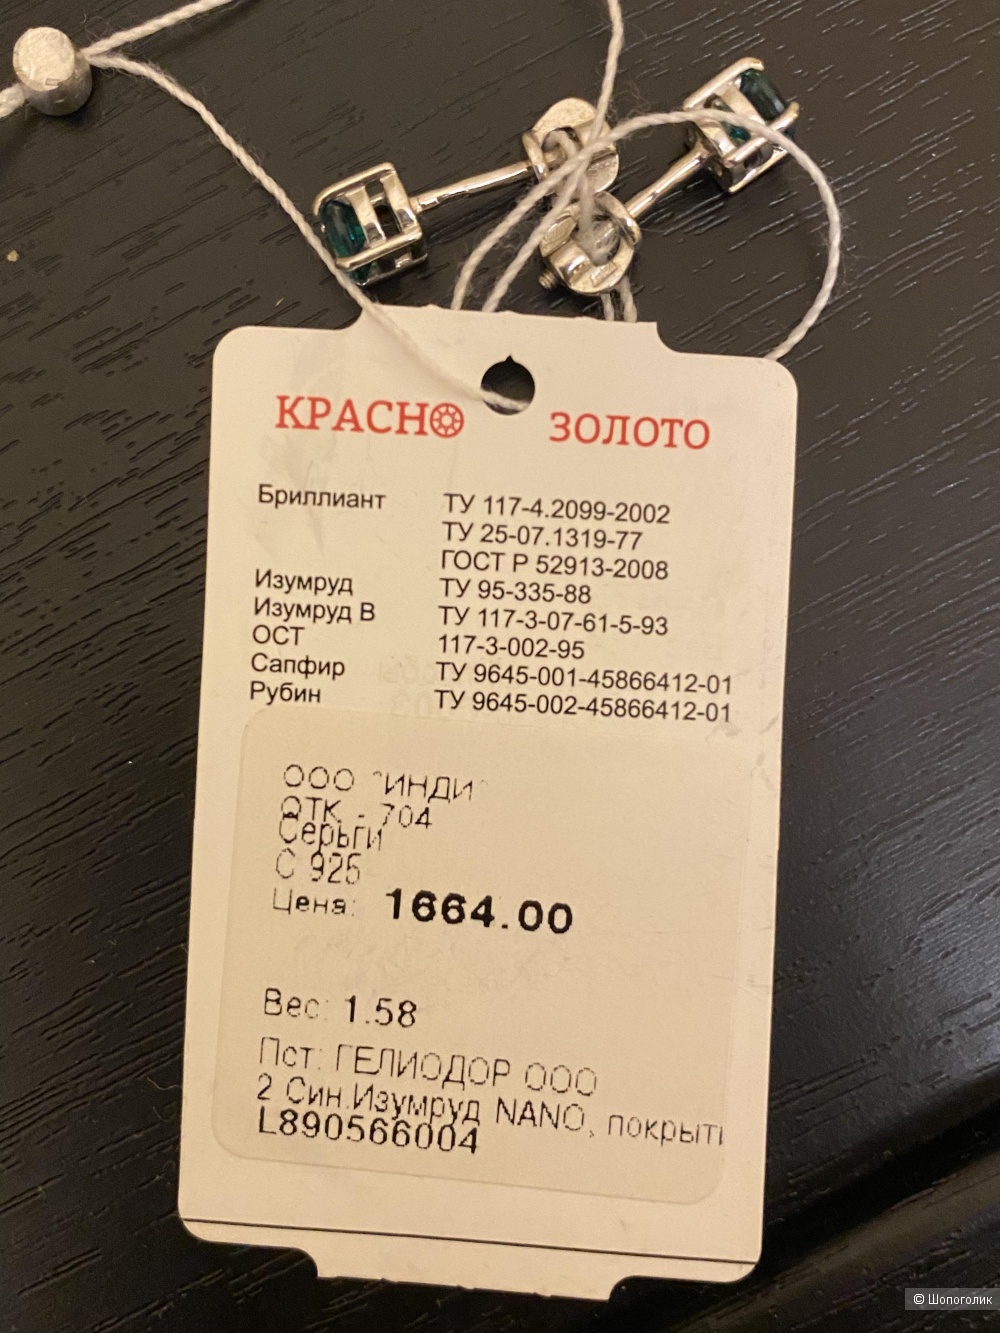 КРАСНО ЗОЛОТО
Бриллиант ТУ 117-4.2099-2002
ТУ 25-07.1319-77
ГОСТ Р 52913-2008
Изумруд ТУ 95-335-88
Изумруд В ТУ 117-3-07-61-5-93
ОСТ 117-3-002-95
Сапфир ТУ 9645-001-45866412-01
Рубин ТУ 9645-002-45866412-01
ООО "ИНДИ"
ОТК - 704
Серьги
С 925
Цена: 1664.00
Вес: 1.58
Пст: ГЕЛИОДОР ООО
2 Син.Изумруд NANO, покрыти
L890566004
© Шопоголик